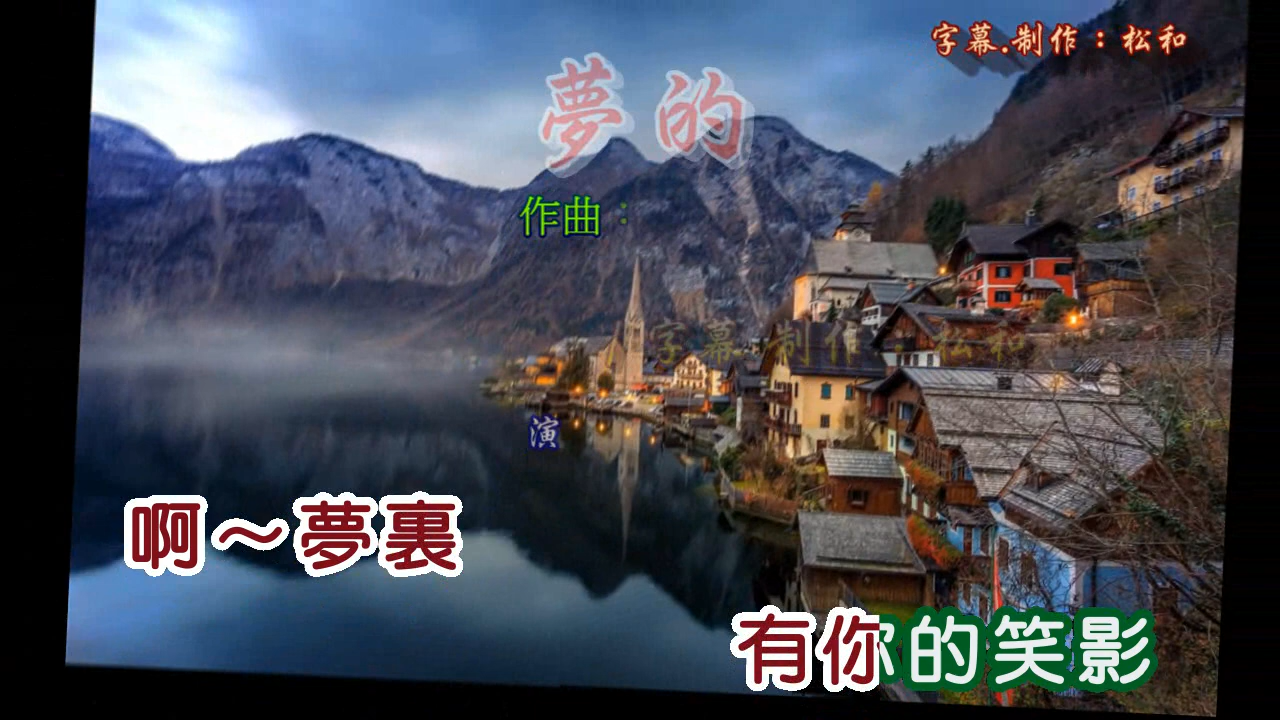 字幕.制作：松和
夢的
作曲：
字幕.制作：松和
演
啊～夢裏
有你的笑影